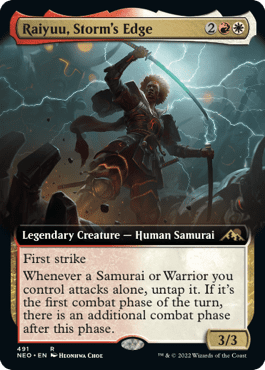 Raiyuu, Storm's Edge 2
Legendary Creature — Human Samurai
First strike
Whenever a Samurai or Warrior you
control attacks alone, untap it. If it's
the first combat phase of the turn,
there is an additional combat phase
after this phase.
3/3
491 R
NEO • EN Heonhwa Choe
™ & © 2022 Wizards of the Coast